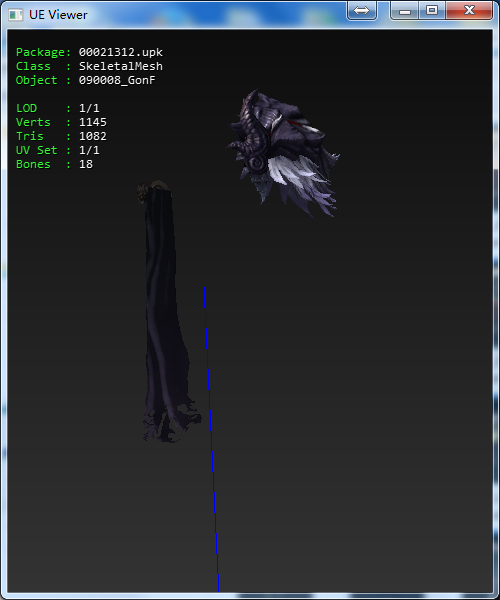 UE Viewer
Package: 00021312.upk
Class : SkeletalMesh
Object : 090008_GonF
LOD : 1/1
Verts : 1145
Tris : 1082
UV Set : 1/1
Bones : 18